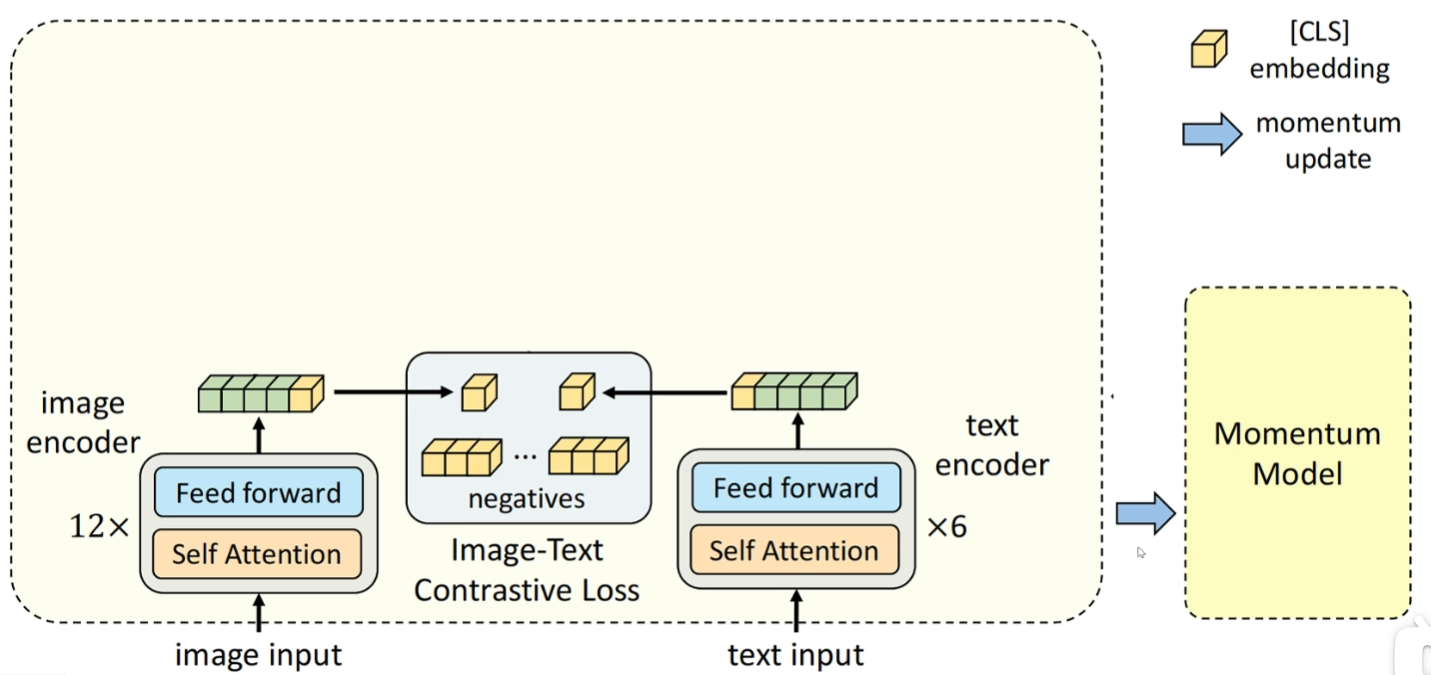 [CLS]
embedding
momentum
update
image
encoder
12×
Feed forward
Self Attention
image input
...
negatives
Image-Text
Contrastive Loss
Feed forward
Self Attention
text
encoder
×6
text input
Momentum
Model